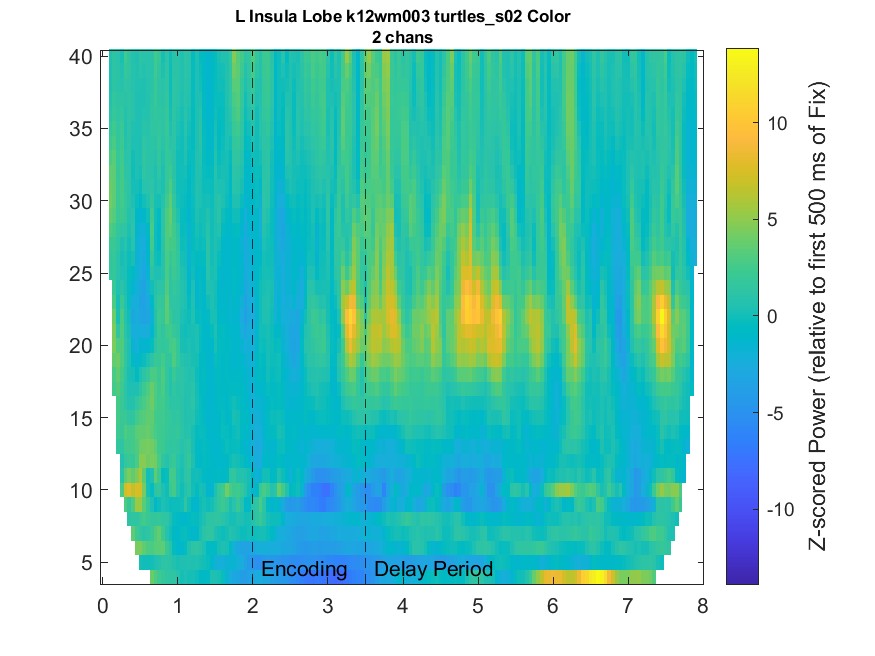 L Insula Lobe k12wm003 turtles_s02 Color
2 chans
40
35
30
25
20
15
10
5
Encoding
Delay Period
0 1 2 3 4 5 6 7 8
10
5
0
-5
-10
Z-scored Power (relative to first 500 ms of Fix)